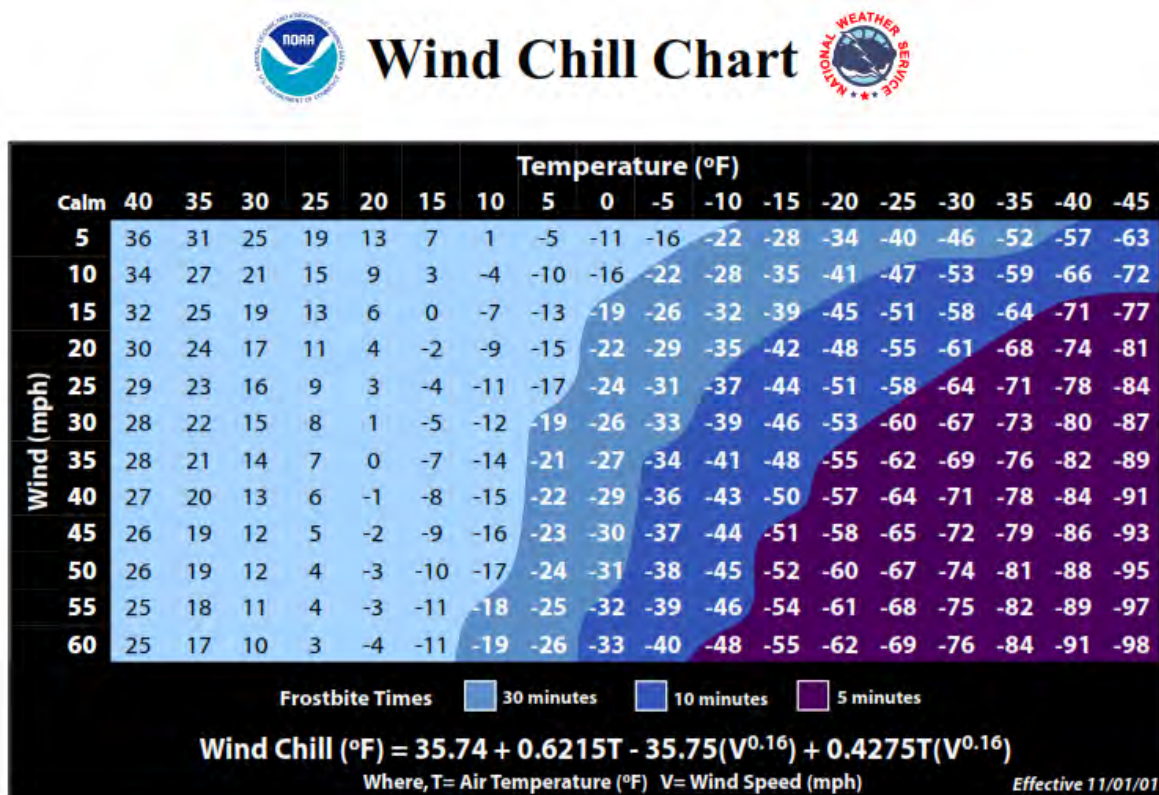 NOAA
NATIONAL OCEANIC AND ATMOSPHERIC ADMINISTRATION
U.S. DEPARTMENT OF COMMERCE
Wind Chill Chart
NATIONAL WEATHER SERVICE
Temperature (ºF)
Calm 40 35 30 25 20 15 10 5 0 -5 -10 -15 -20 -25 -30 -35 -40 -45
Wind (mph)
5 36 31 25 19 13 7 1 -5 -11 -16 -22 -28 -34 -40 -46 -52 -57 -63
10 34 27 21 15 9 3 -4 -10 -16 -22 -28 -35 -41 -47 -53 -59 -66 -72
15 32 25 19 13 6 0 -7 -13 -19 -26 -32 -39 -45 -51 -58 -64 -71 -77
20 30 24 17 11 4 -2 -9 -15 -22 -29 -35 -42 -48 -55 -61 -68 -74 -81
25 29 23 16 9 3 -4 -11 -17 -24 -31 -37 -44 -51 -58 -64 -71 -78 -84
30 28 22 15 8 1 -5 -12 -19 -26 -33 -39 -46 -53 -60 -67 -73 -80 -87
35 28 21 14 7 0 -7 -14 -21 -27 -34 -41 -48 -55 -62 -69 -76 -82 -89
40 27 20 13 6 -1 -8 -15 -22 -29 -36 -43 -50 -57 -64 -71 -78 -84 -91
45 26 19 12 5 -2 -9 -16 -23 -30 -37 -44 -51 -58 -65 -72 -79 -86 -93
50 26 19 12 4 -3 -10 -17 -24 -31 -38 -45 -52 -60 -67 -74 -81 -88 -95
55 25 18 11 4 -3 -11 -18 -25 -32 -39 -46 -54 -61 -68 -75 -82 -89 -97
60 25 17 10 3 -4 -11 -19 -26 -33 -40 -48 -55 -62 -69 -76 -84 -91 -98
Frostbite Times 30 minutes 10 minutes 5 minutes
Wind Chill (ºF) = 35.74 + 0.6215T - 35.75(V^0.16) + 0.4275T(V^0.16)
Where, T= Air Temperature (ºF) V= Wind Speed (mph) Effective 11/01/01